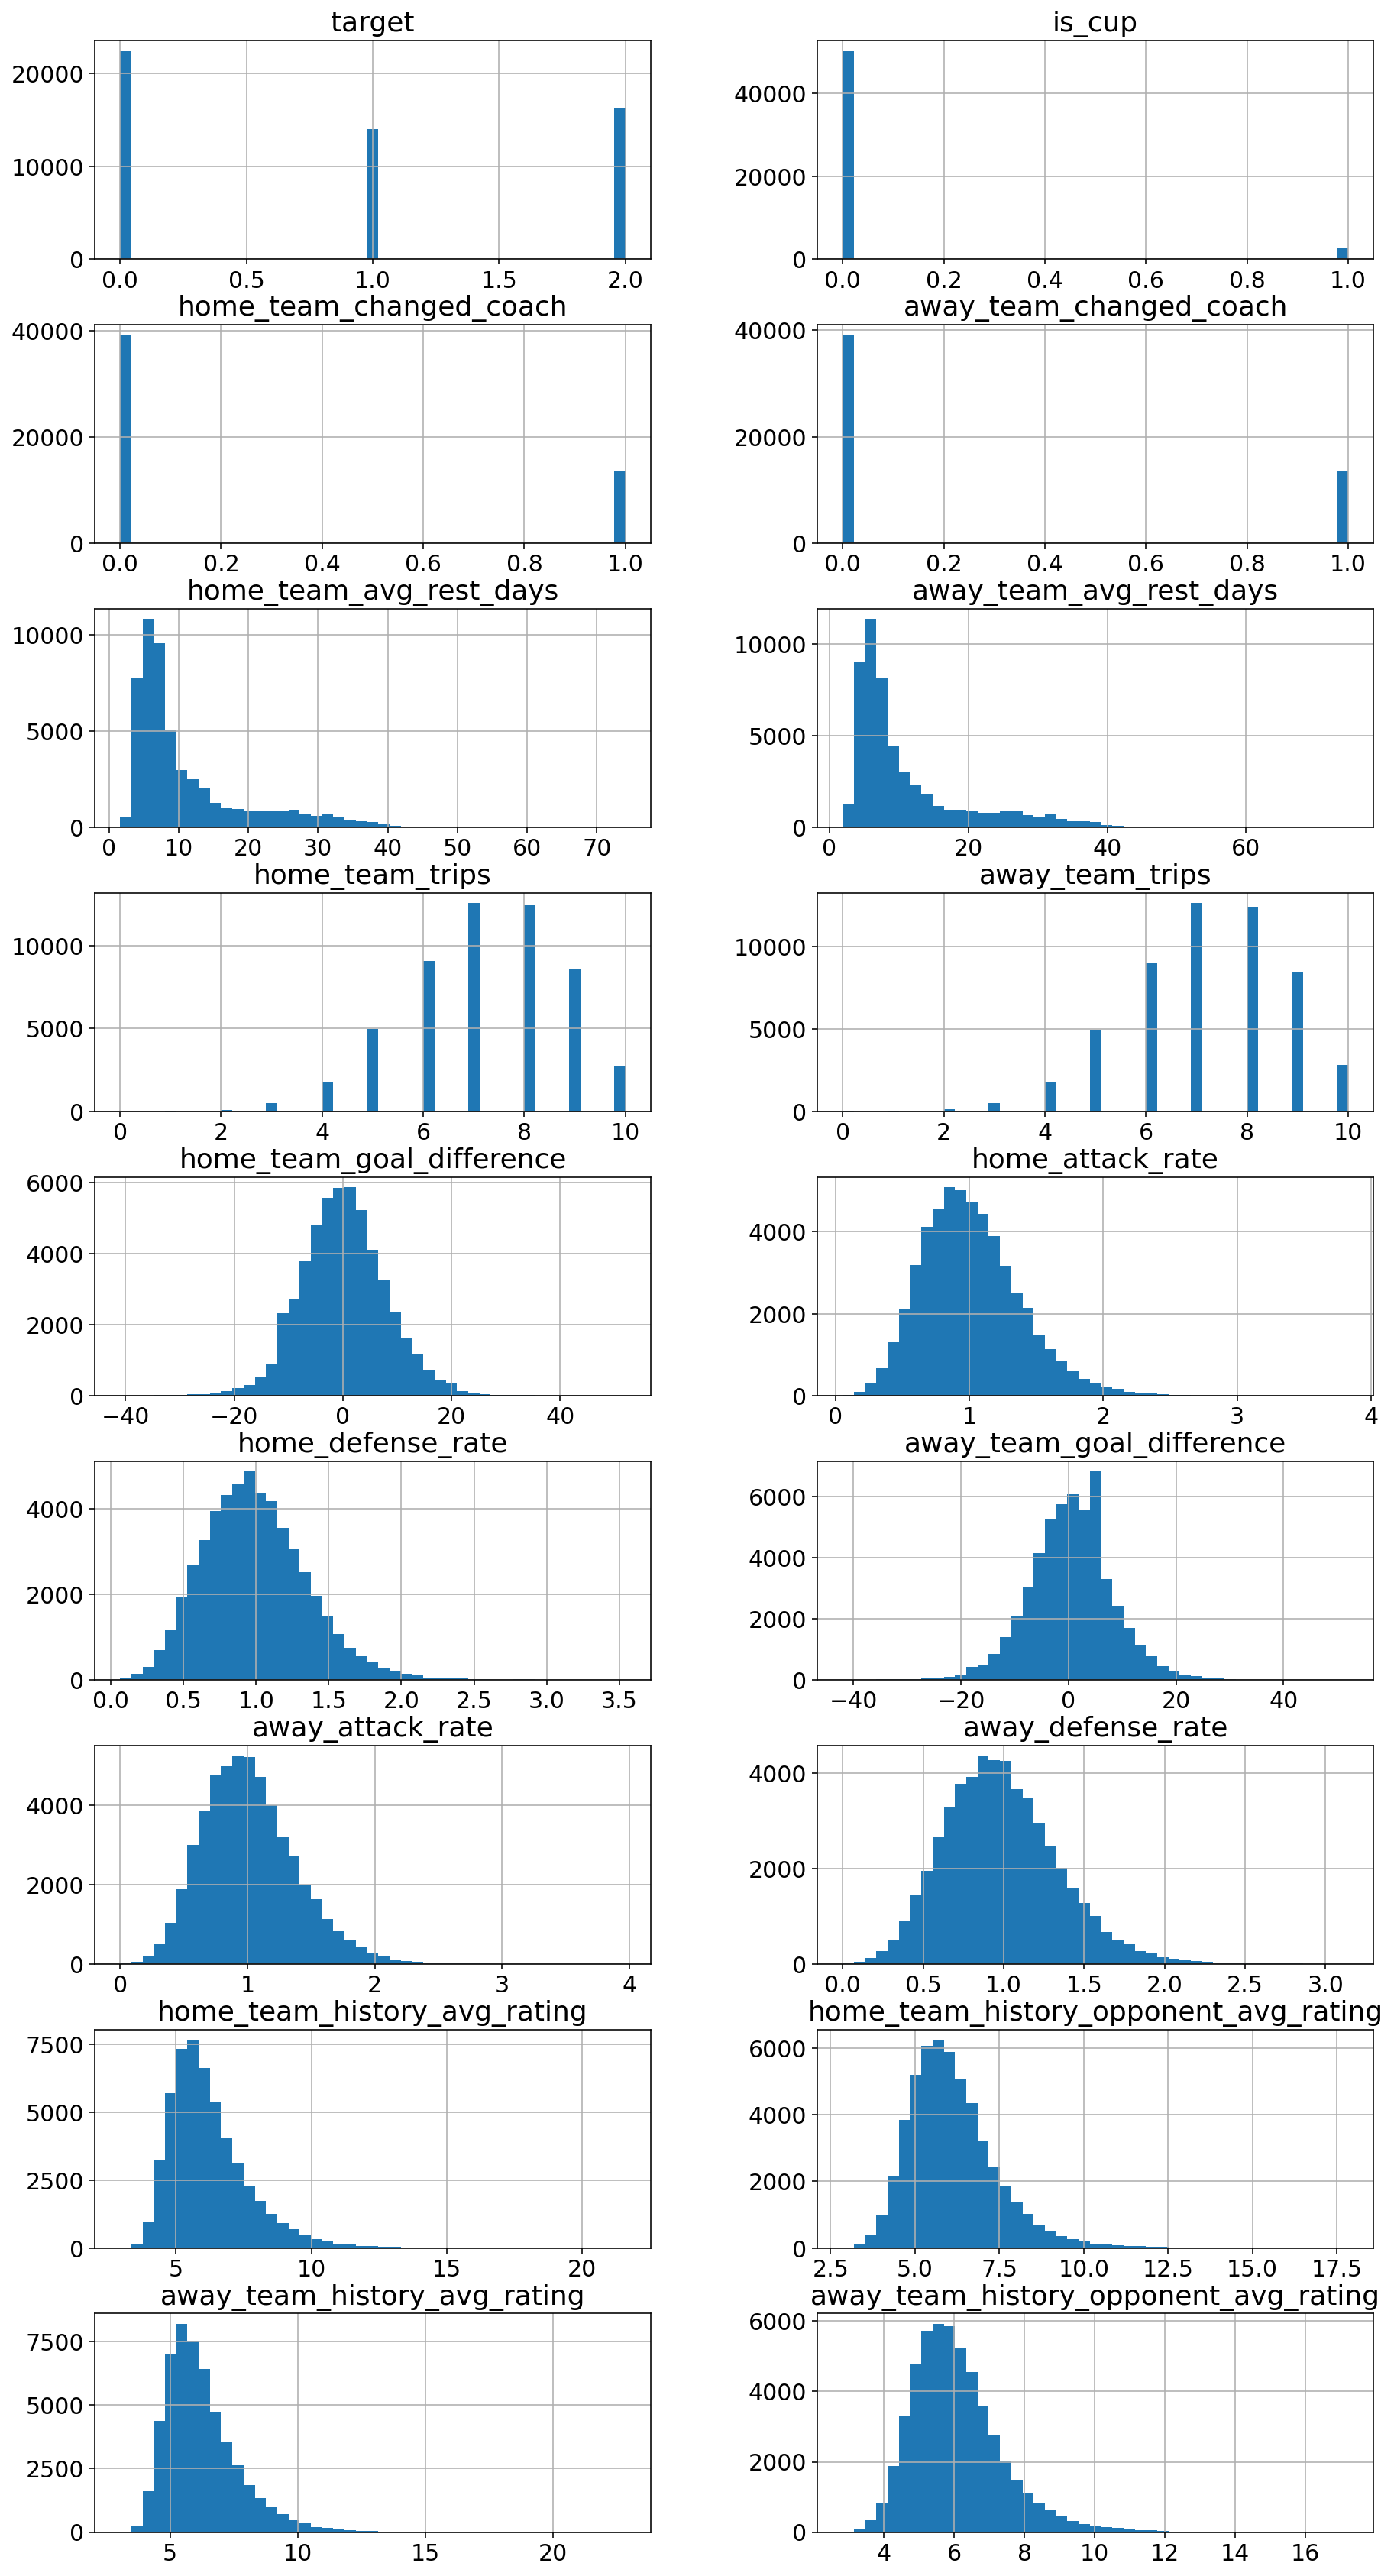 target
is_cup
20000
10000
0
0.0 0.5 1.0 1.5 2.0
40000
20000
0
0.0 0.2 0.4 0.6 0.8 1.0
home_team_changed_coach
away_team_changed_coach
40000
20000
0
0.0 0.2 0.4 0.6 0.8 1.0
40000
20000
0
0.0 0.2 0.4 0.6 0.8 1.0
home_team_avg_rest_days
away_team_avg_rest_days
10000
5000
0
0 10 20 30 40 50 60 70
10000
5000
0
0 20 40 60
home_team_trips
away_team_trips
10000
5000
0
0 2 4 6 8 10
10000
5000
0
0 2 4 6 8 10
home_team_goal_difference
home_attack_rate
6000
4000
2000
0
−40 −20 0 20 40
4000
2000
0
0 1 2 3 4
home_defense_rate
away_team_goal_difference
4000
2000
0
0.0 0.5 1.0 1.5 2.0 2.5 3.0 3.5
6000
4000
2000
0
−40 −20 0 20 40
away_attack_rate
away_defense_rate
4000
2000
0
0 1 2 3 4
4000
2000
0
0.0 0.5 1.0 1.5 2.0 2.5 3.0
home_team_history_avg_rating
home_team_history_opponent_avg_rating
7500
5000
2500
0
5 10 15 20
6000
4000
2000
0
2.5 5.0 7.5 10.0 12.5 15.0 17.5
away_team_history_avg_rating
away_team_history_opponent_avg_rating
7500
5000
2500
0
5 10 15 20
6000
4000
2000
0
4 6 8 10 12 14 16